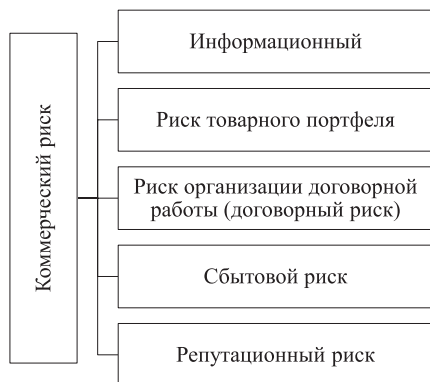 Коммерческий риск
Информационный
Риск товарного портфеля
Риск организации договорной
работы (договорный риск)
Сбытовой риск
Репутационный риск